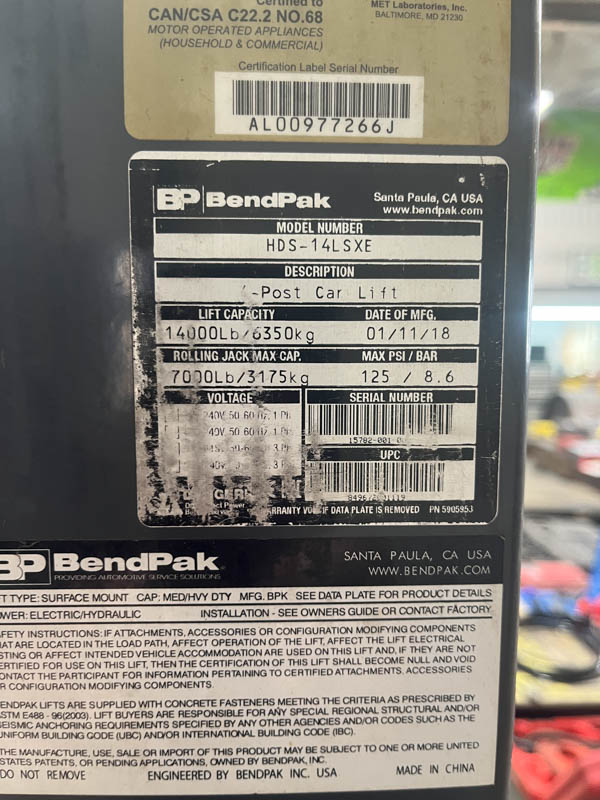 Certified to
CAN/CSA C22.2 NO.68
MOTOR OPERATED APPLIANCES
(HOUSEHOLD & COMMERCIAL)
MET Laboratories, Inc.
BALTIMORE, MD 21230
Certification Label Serial Number
AL00977266J
BP BendPak
Santa Paula, CA USA
www.bendpak.com
MODEL NUMBER
HDS-14LSXE
DESCRIPTION
-Post Car Lift
LIFT CAPACITY DATE OF MFG.
14000Lb/6350kg 01/11/18
ROLLING JACK MAX CAP. MAX PSI / BAR
7000Lb/3175kg 125 / 8.6
VOLTAGE SERIAL NUMBER
240V 50 60 Hz, 1 Ph
15782-001-
UPC
WARRANTY VOID IF DATA PLATE IS REMOVED PN 5905953
BP BendPak
PROVIDING AUTOMOTIVE SERVICE SOLUTIONS
SANTA PAULA, CA USA
WWW.BENDPAK.COM
TYPE: SURFACE MOUNT CAP: MED/HVY DTY MFG. BPK SEE DATA PLATE FOR PRODUCT DETAILS
POWER: ELECTRIC/HYDRAULIC INSTALLATION - SEE OWNERS GUIDE OR CONTACT FACTORY
SAFETY INSTRUCTIONS: IF ATTACHMENTS, ACCESSORIES OR CONFIGURATION MODIFYING COMPONENTS
THAT ARE LOCATED IN THE LOAD PATH, AFFECT OPERATION OF THE LIFT, AFFECT THE LIFT ELECTRICAL
LISTING OR AFFECT INTENDED VEHICLE ACCOMMODATION ARE USED ON THIS LIFT AND, IF THEY ARE NOT
CERTIFIED FOR USE ON THIS LIFT, THEN THE CERTIFICATION OF THIS LIFT SHALL BECOME NULL AND VOID
CONTACT THE PARTICIPANT FOR INFORMATION PERTAINING TO CERTIFIED ATTACHMENTS, ACCESSORIES
OR CONFIGURATION MODIFYING COMPONENTS.
BENDPAK LIFTS ARE SUPPLIED WITH CONCRETE FASTENERS MEETING THE CRITERIA AS PRESCRIBED BY
ASTM E488 - 96(2003). LIFT BUYERS ARE RESPONSIBLE FOR ANY SPECIAL REGIONAL STRUCTURAL AND/OR
SEISMIC ANCHORING REQUIREMENTS SPECIFIED BY ANY OTHER AGENCIES AND/OR CODES SUCH AS THE
UNIFORM BUILDING CODE (UBC) AND/OR INTERNATIONAL BUILDING CODE (IBC).
THE MANUFACTURE, USE, SALE OR IMPORT OF THIS PRODUCT MAY BE SUBJECT TO ONE OR MORE UNITED
STATES PATENTS, OR PENDING APPLICATIONS, OWNED BY BENDPAK, INC.
DO NOT REMOVE ENGINEERED BY BENDPAK INC. USA MADE IN CHINA